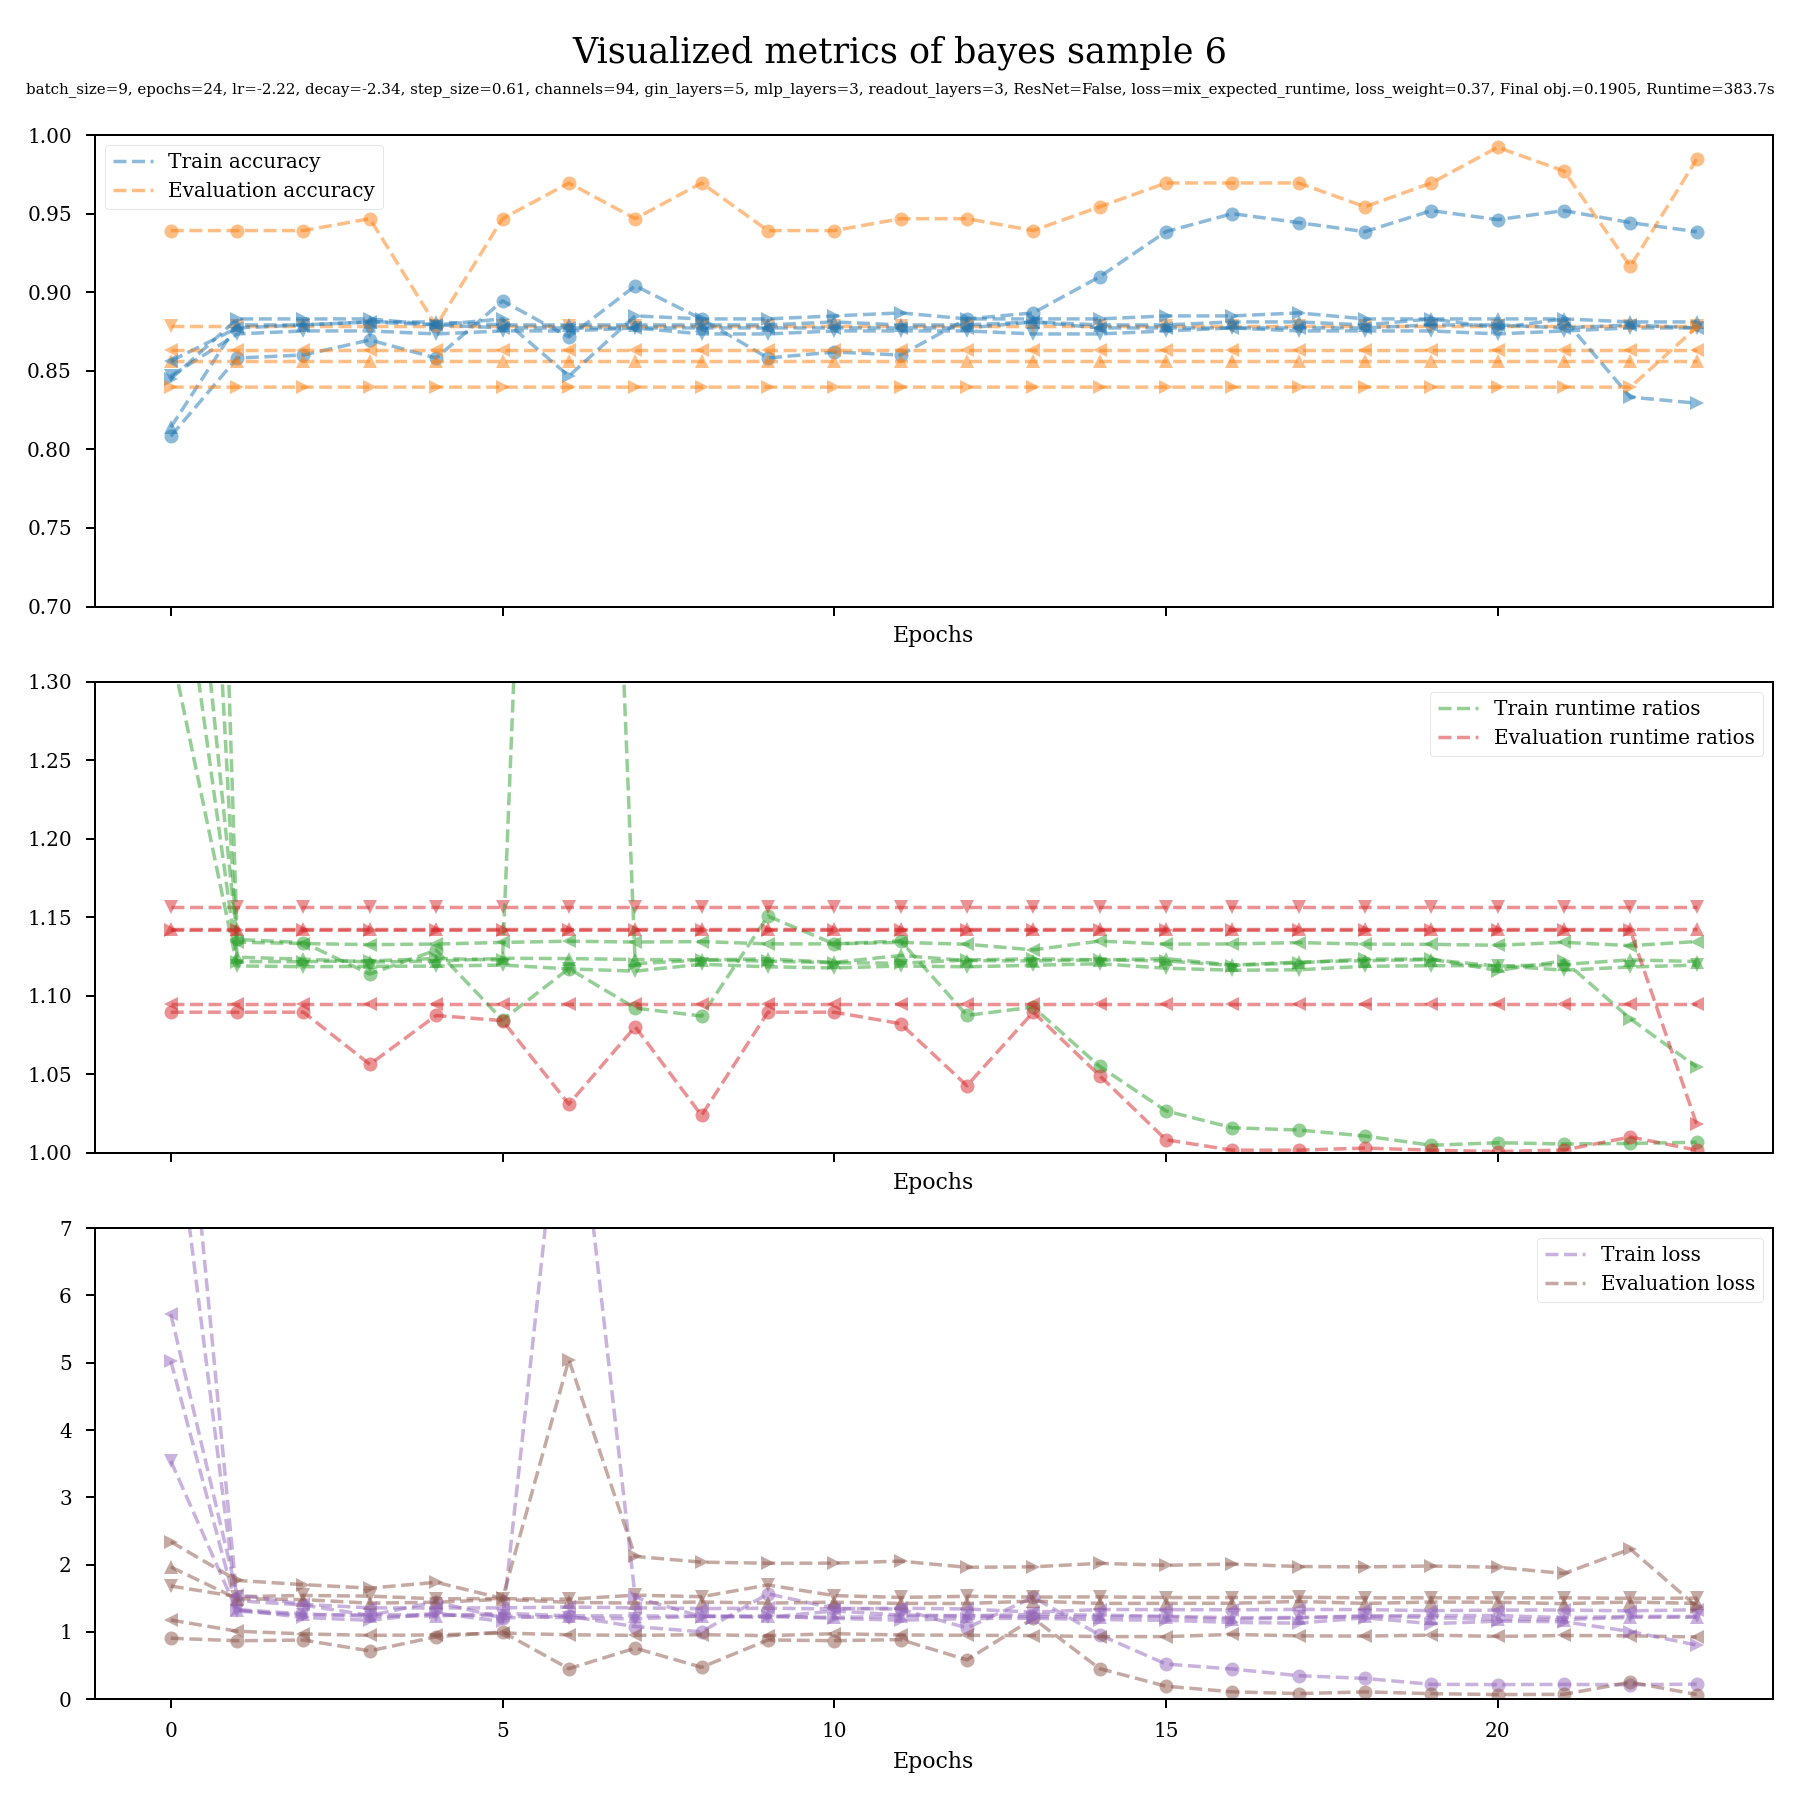 Visualized metrics of bayes sample 6
batch_size=9, epochs=24, lr=-2.22, decay=-2.34, step_size=0.61, channels=94, gin_layers=5, mlp_layers=3, readout_layers=3, ResNet=False, loss=mix_expected_runtime, loss_weight=0.37, Final obj.=0.1905, Runtime=383.7s
1.00
0.95
0.90
0.85
0.80
0.75
0.70
Train accuracy
Evaluation accuracy
Epochs
1.30
1.25
1.20
1.15
1.10
1.05
1.00
Train runtime ratios
Evaluation runtime ratios
Epochs
7
6
5
4
3
2
1
0
Train loss
Evaluation loss
0 5 10 15 20
Epochs